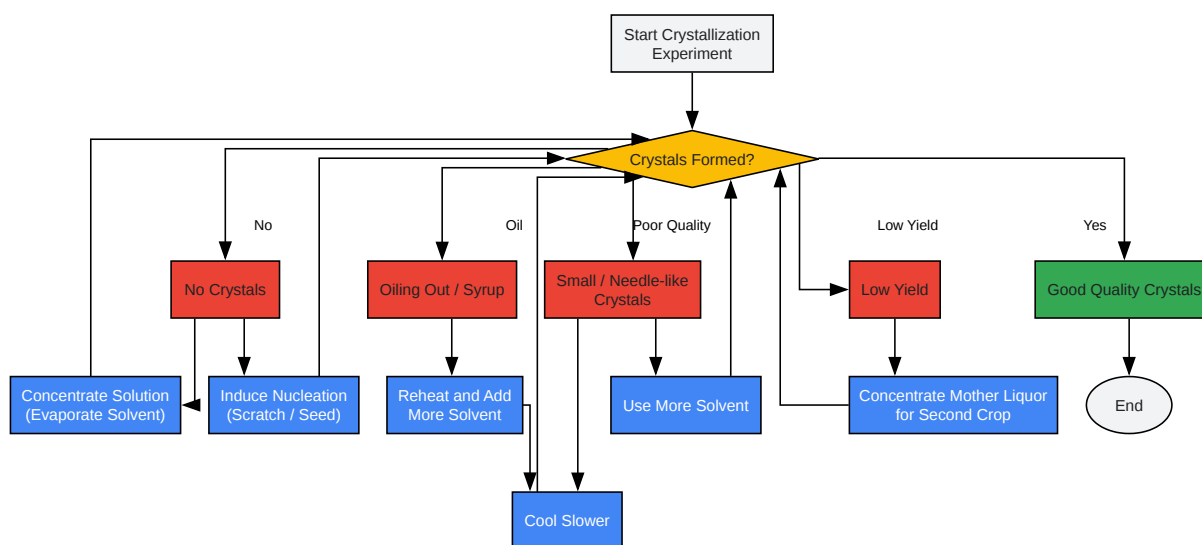 Start Crystallization
Experiment
Crystals Formed?
No
Oil
Poor Quality
Low Yield
Yes
No Crystals
Oiling Out / Syrup
Small / Needle-like
Crystals
Low Yield
Good Quality Crystals
Concentrate Solution
(Evaporate Solvent)
Induce Nucleation
(Scratch / Seed)
Reheat and Add
More Solvent
Use More Solvent
Concentrate Mother Liquor
for Second Crop
End
Cool Slower